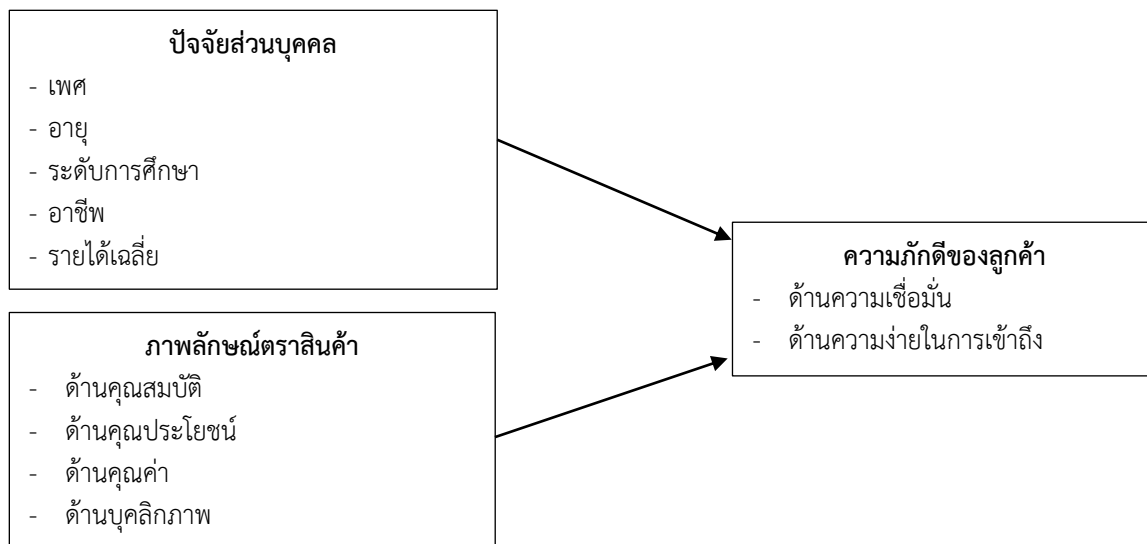 ปัจจัยส่วนบุคคล
- เพศ
- อายุ
- ระดับการศึกษา
- อาชีพ
- รายได้เฉลี่ย
ภาพลักษณ์ตราสินค้า
- ด้านคุณสมบัติ
- ด้านคุณประโยชน์
- ด้านคุณค่า
- ด้านบุคลิกภาพ
ความภักดีของลูกค้า
- ด้านความเชื่อมั่น
- ด้านความง่ายในการเข้าถึง